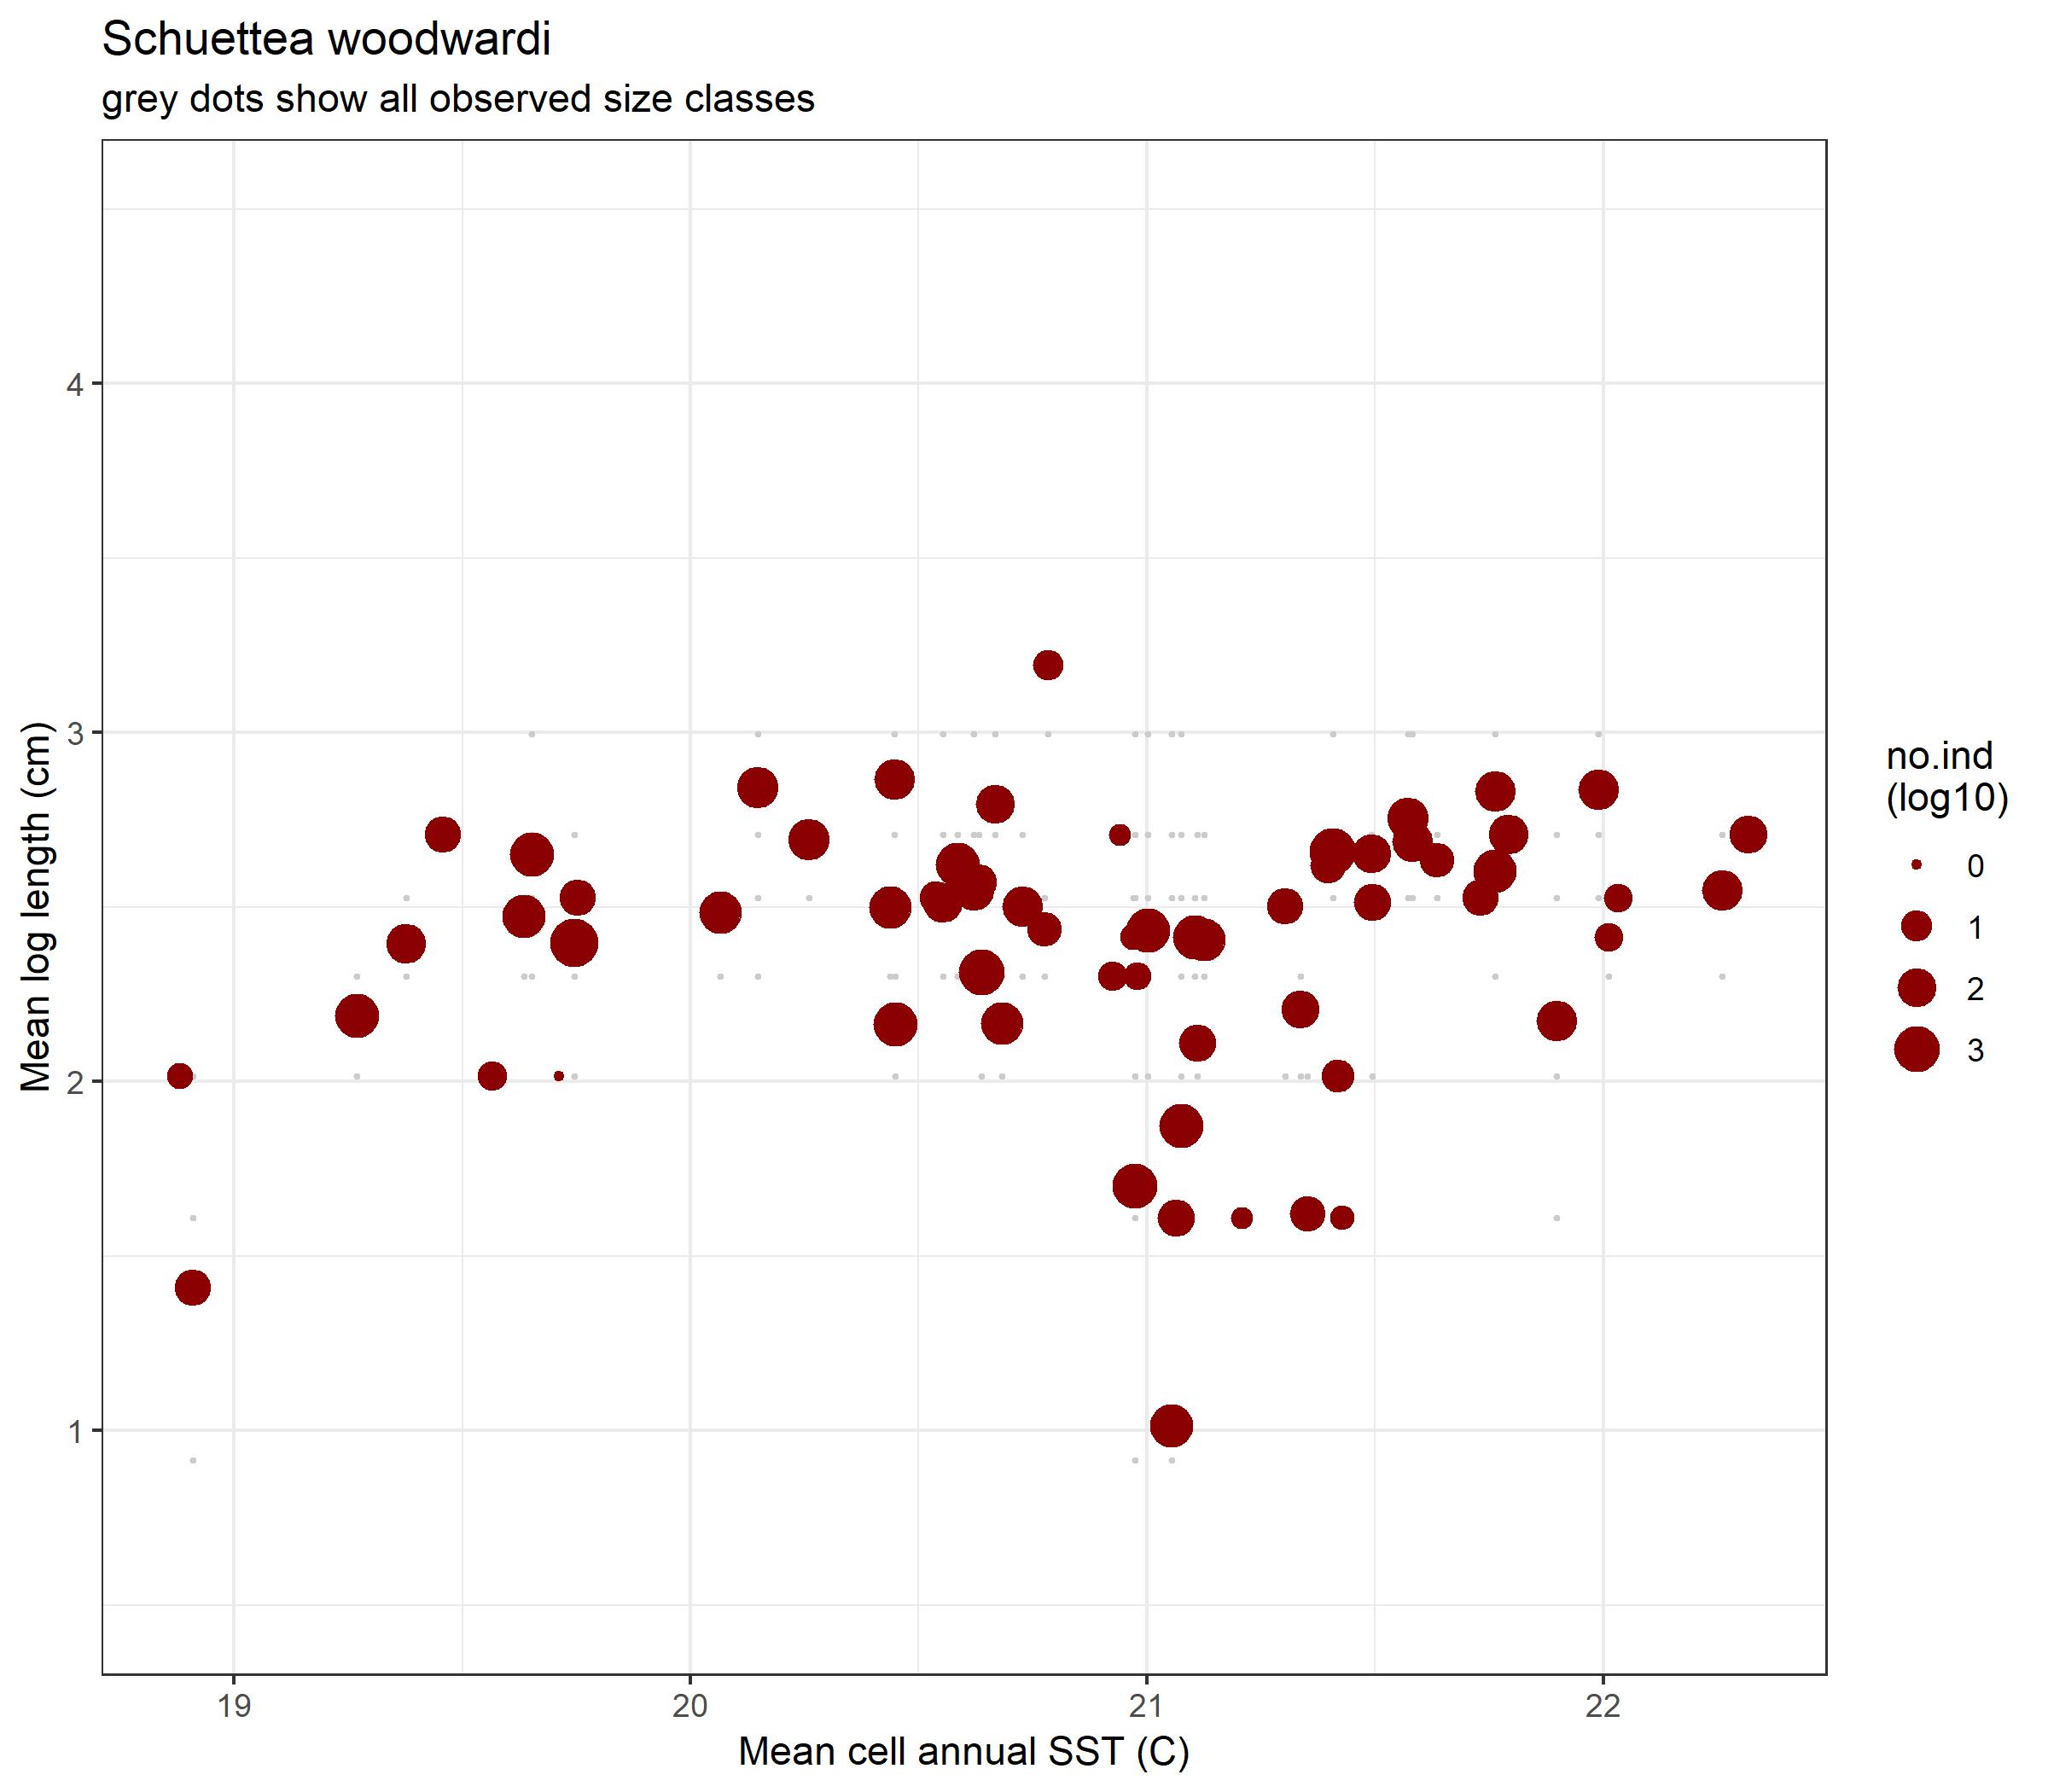 Schuettea woodwardi
grey dots show all observed size classes
4
3
2
1
Mean log length (cm)
19
20
21
22
Mean cell annual SST (C)
no.ind
(log10)
0
1
2
3